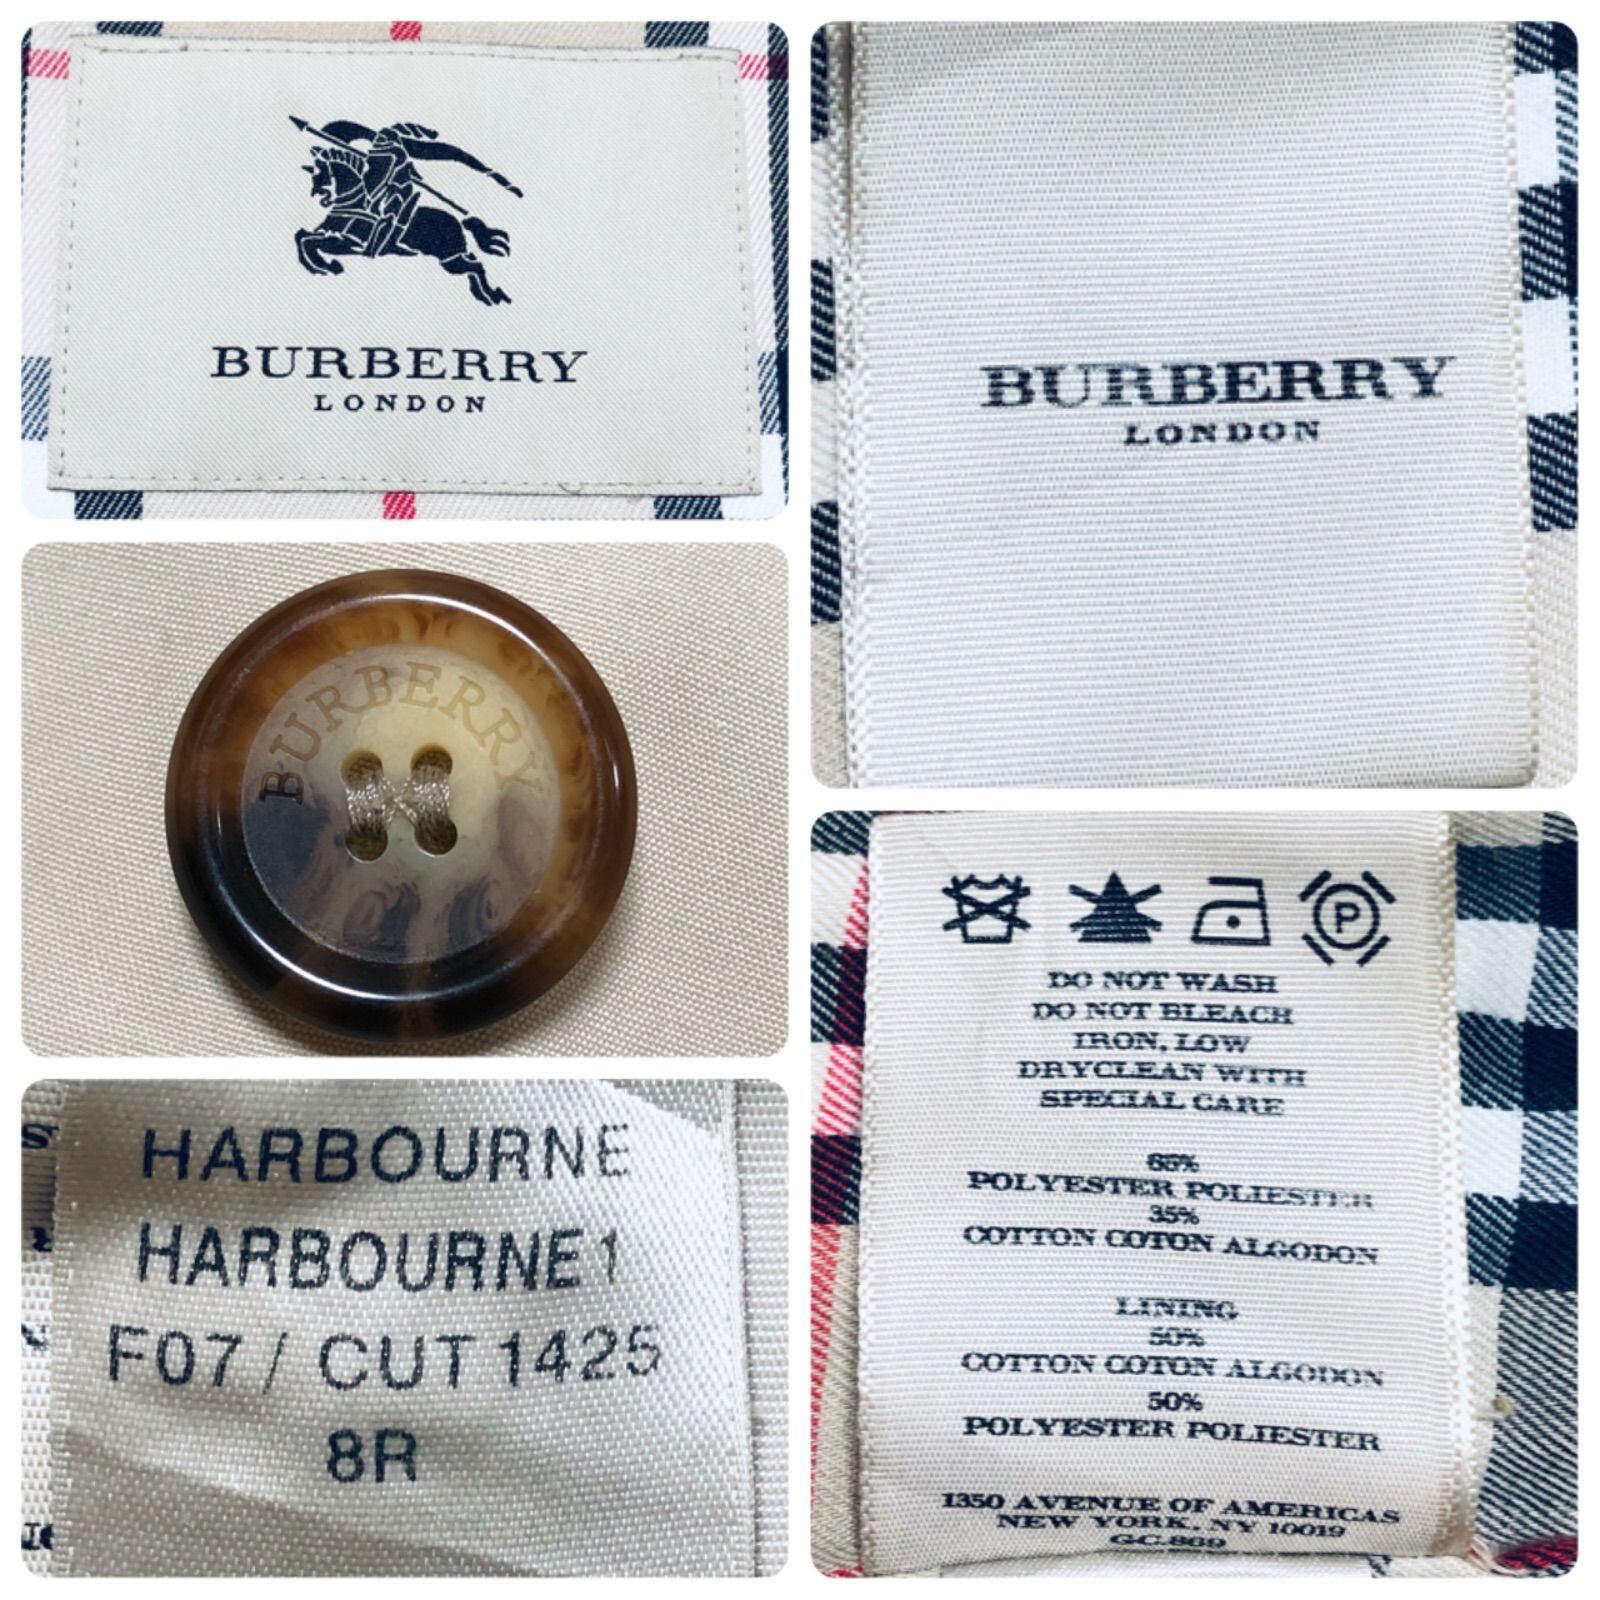 BURBERRY
LONDON
BURBERRY
LONDON
BURBERRY
HARBOURNE
HARBOURNE1
F07 / CUT 1425
8R
P
DO NOT WASH
DO NOT BLEACH
IRON, LOW
DRYCLEAN WITH
SPECIAL CARE
65%
POLYESTER POLIESTER
35%
COTTON COTON ALGODON
LINING
50%
COTTON COTON ALGODON
50%
POLYESTER POLIESTER
1350 AVENUE OF AMERICAS
NEW YORK, NY 10019
G.C.869